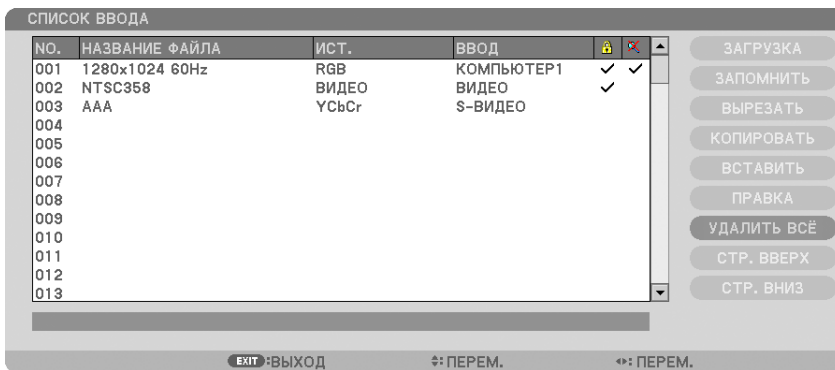 СПИСОК ВВОДА
NO. НАЗВАНИЕ ФАЙЛА ИСТ. ВВОД
001 1280x1024 60Hz RGB КОМПЬЮТЕР1
002 NTSC358 ВИДЕО ВИДЕО
003 AAA YCbCr S-ВИДЕО
004
005
006
007
008
009
010
011
012
013
ЗАГРУЗКА
ЗАПОМНИТЬ
ВЫРЕЗАТЬ
КОПИРОВАТЬ
ВСТАВИТЬ
ПРАВКА
УДАЛИТЬ ВСЁ
СТР. ВВЕРХ
СТР. ВНИЗ
EXIT :ВЫХОД : ПЕРЕМ. : ПЕРЕМ.